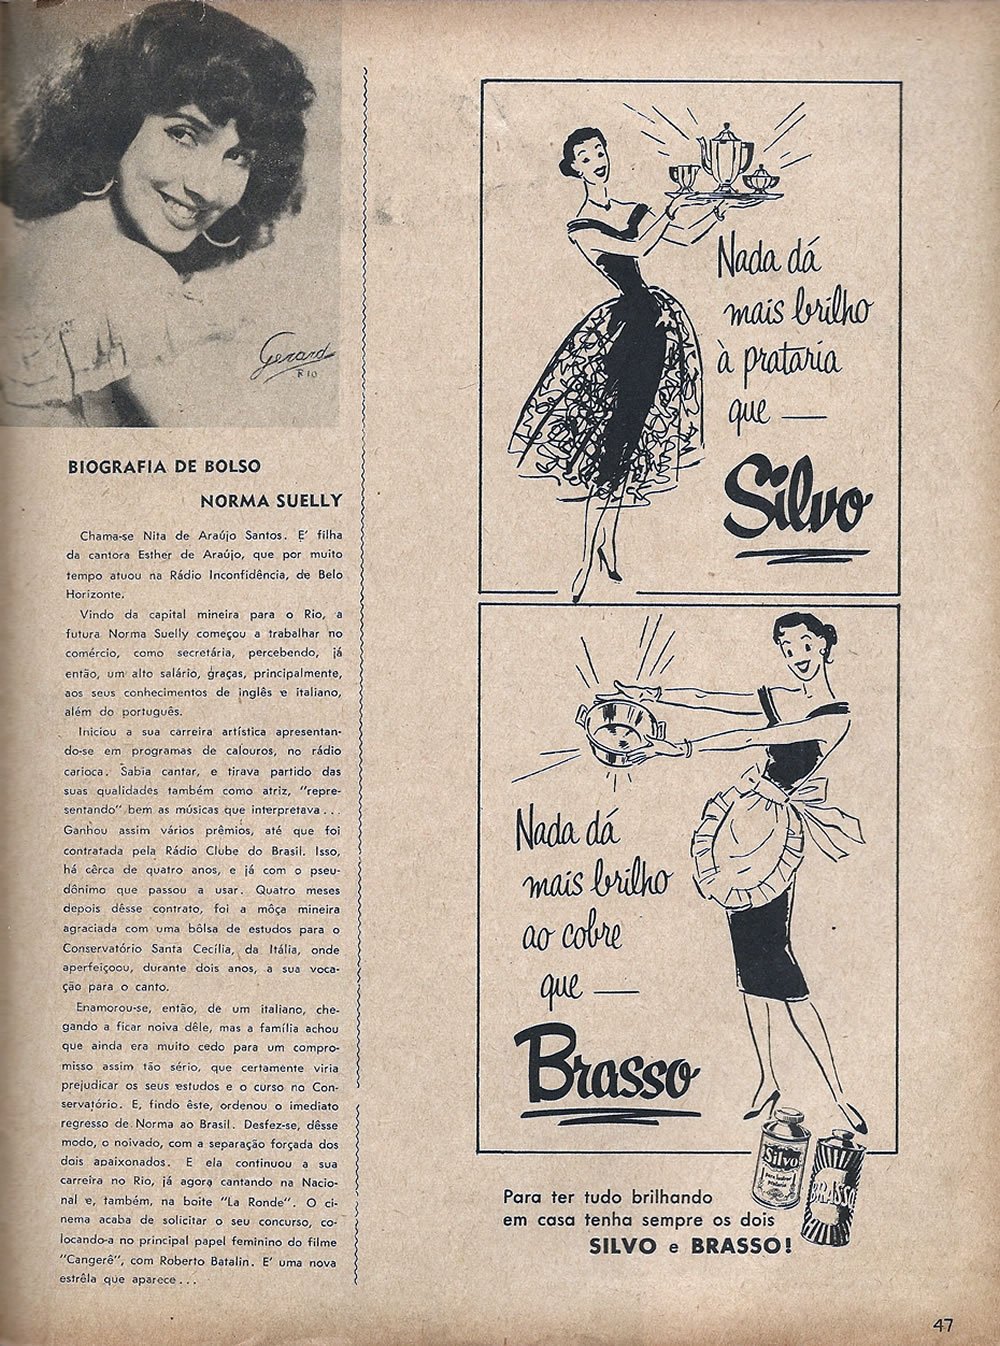 Gerard
RIO
BIOGRAFIA DE BOLSO
NORMA SUELLY
Chama-se Nita de Araújo Santos. E' filha
da cantora Esther de Araújo, que por muito
tempo atuou na Rádio Inconfidência, de Belo
Horizonte.
Vindo da capital mineira para o Rio, a
futura Norma Suelly começou a trabalhar no
comércio, como secretária, percebendo, já
então, um alto salário, graças, principalmente,
aos seus conhecimentos de inglês e italiano,
além do português.
Iniciou a sua carreira artística apresentan-
do-se em programas de calouros, no rádio
carioca. Sabia cantar, e tirava partido das
suas qualidades também como atriz, "repre-
sentando" bem as músicas que interpretava...
Ganhou assim vários prêmios, até que foi
contratada pela Rádio Clube do Brasil. Isso,
há cêrca de quatro anos, e já com o pseu-
dônimo que passou a usar. Quatro meses
depois dêsse contrato, foi a môça mineira
agraciada com uma bôlsa de estudos para o
Conservatório Santa Cecília, da Itália, onde
aperfeiçoou, durante dois anos, a sua voca-
ção para o canto.
Enamorou-se, então, de um italiano, che-
gando a ficar noiva dêle, mas a família achou
que ainda era muito cedo para um compro-
misso assim tão sério, que certamente viria
prejudicar os seus estudos e o curso no Con-
servatório. E, findo êste, ordenou o imediato
regresso de Norma ao Brasil. Desfez-se, dêsse
modo, o noivado, com a separação forçada dos
dois apaixonados. E ela continuou a sua
carreira no Rio, já agora cantando na Nacio-
nal e, também, na boite "La Ronde". O ci-
nema acaba de solicitar o seu concurso, co-
locando-a no principal papel feminino do filme
"Cangerê", com Roberto Batalin. E' uma nova
estrêla que aparece...
Nada dá
mais brilho
à prataria
que —
Silvo
Nada dá
mais brilho
ao cobre
que —
Brasso
Silvo
BRASSO
Para ter tudo brilhando
em casa tenha sempre os dois
SILVO e BRASSO!
47